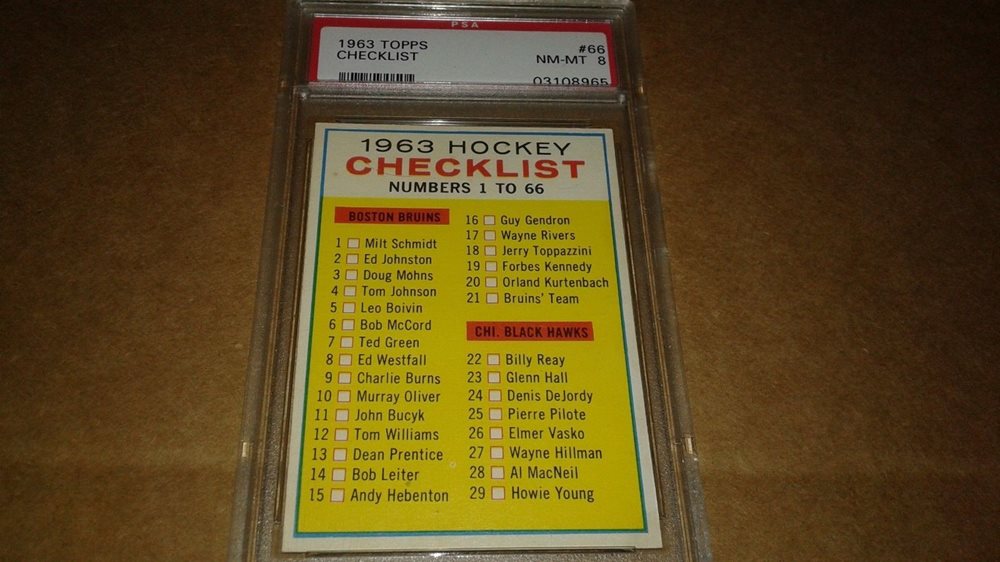 PSA
1963 TOPPS #66
CHECKLIST NM-MT 8
03108965
1963 HOCKEY
CHECKLIST
NUMBERS 1 TO 66
BOSTON BRUINS
1 Milt Schmidt
2 Ed Johnston
3 Doug Mohns
4 Tom Johnson
5 Leo Boivin
6 Bob McCord
7 Ted Green
8 Ed Westfall
9 Charlie Burns
10 Murray Oliver
11 John Bucyk
12 Tom Williams
13 Dean Prentice
14 Bob Leiter
15 Andy Hebenton
16 Guy Gendron
17 Wayne Rivers
18 Jerry Toppazzini
19 Forbes Kennedy
20 Orland Kurtenbach
21 Bruins' Team
CHI. BLACK HAWKS
22 Billy Reay
23 Glenn Hall
24 Denis DeJordy
25 Pierre Pilote
26 Elmer Vasko
27 Wayne Hillman
28 Al MacNeil
29 Howie Young